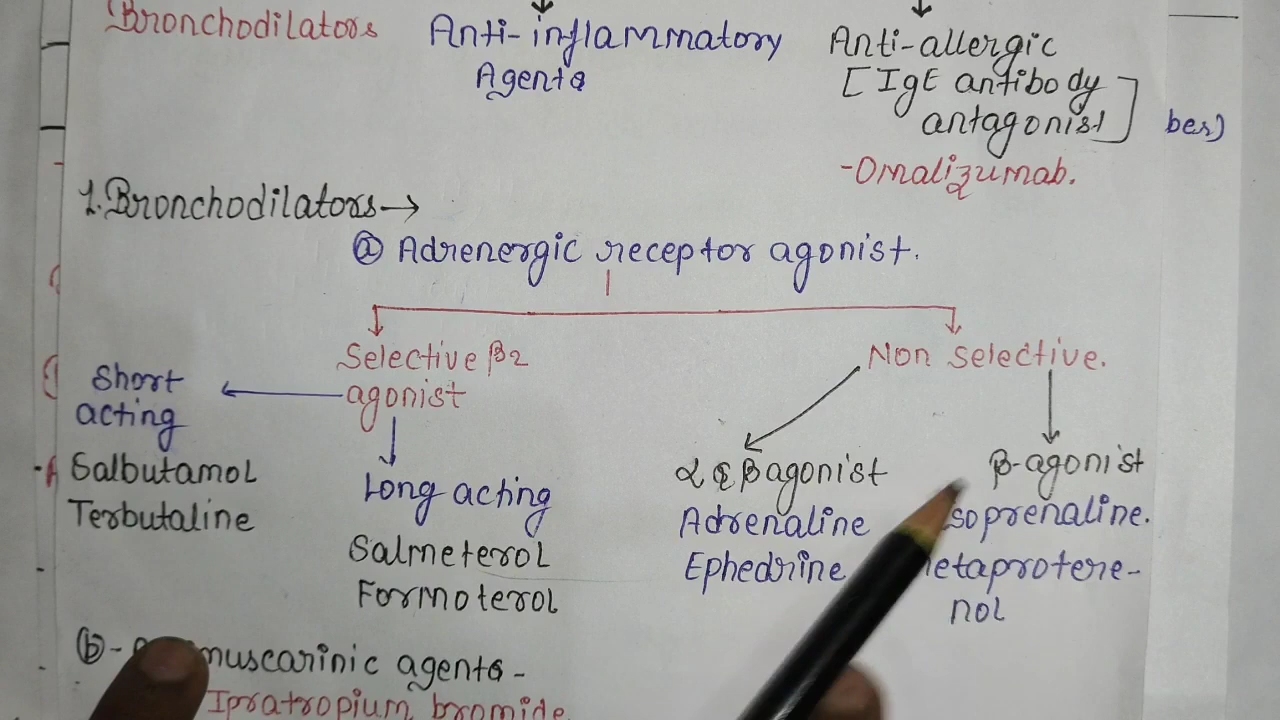 Bronchodilators
Anti-inflammatory
Agents
Anti-allergic
[IgE antibody
antagonist]
bes)
-Omalizumab.
1. Bronchodilators→
ⓐ Adrenergic receptor agonist.
Selective β2
agonist
Non selective.
Short
acting
Salbutamol
Terbutaline
Long acting
Salmeterol
Formoterol
α & β agonist
Adrenaline
Ephedrine
β-agonist
soprenaline.
etaprotere-
nol
ⓑ- muscarinic agents-
Ipratropium bromide